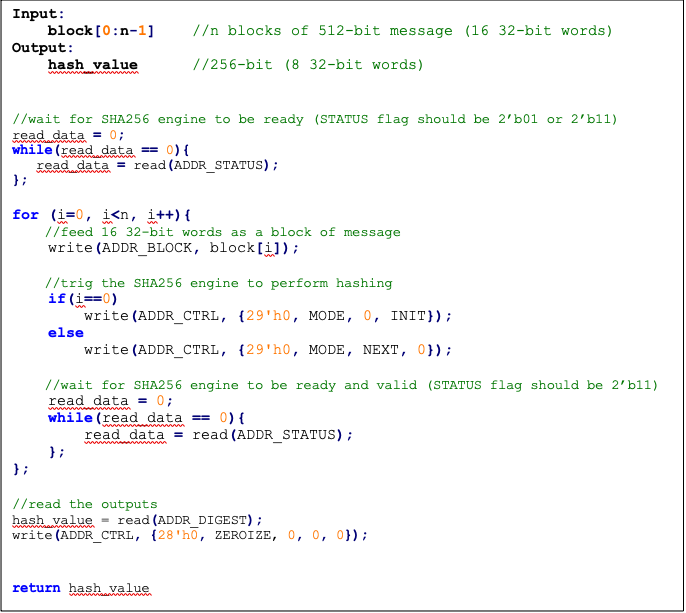 Input:
    block[0:n-1]    //n blocks of 512-bit message (16 32-bit words)
Output:
    hash_value      //256-bit (8 32-bit words)
//wait for SHA256 engine to be ready (STATUS flag should be 2’b01 or 2’b11)
read_data = 0;
while(read_data == 0){
   read_data = read(ADDR_STATUS);
};
for (i=0, i<n, i++){
    //feed 16 32-bit words as a block of message
    write(ADDR_BLOCK, block[i]);
    //trig the SHA256 engine to perform hashing
    if(i==0)
        write(ADDR_CTRL, {29'h0, MODE, 0, INIT});
    else
        write(ADDR_CTRL, {29'h0, MODE, NEXT, 0});
    //wait for SHA256 engine to be ready and valid (STATUS flag should be 2’b11)
    read_data = 0;
    while(read_data == 0){
        read_data = read(ADDR_STATUS);
    };
};
//read the outputs
hash_value = read(ADDR_DIGEST);
write(ADDR_CTRL, {28'h0, ZEROIZE, 0, 0, 0});
return hash_value